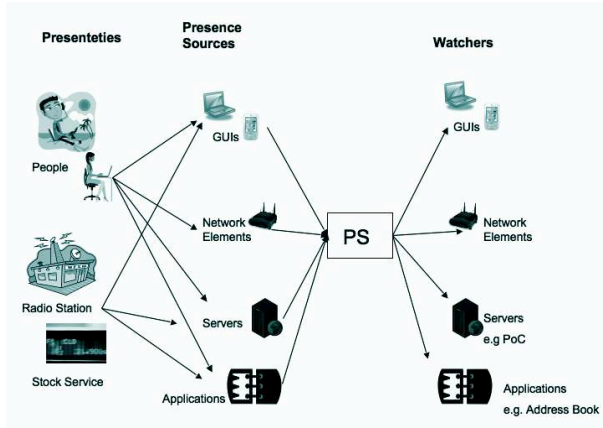 Presenteties
Presence
Sources
Watchers
People
Radio Station
Stock Service
GUIs
Network
Elements
Servers
Applications
PS
GUIs
Network
Elements
Servers
e.g PoC
Applications
e.g. Address Book